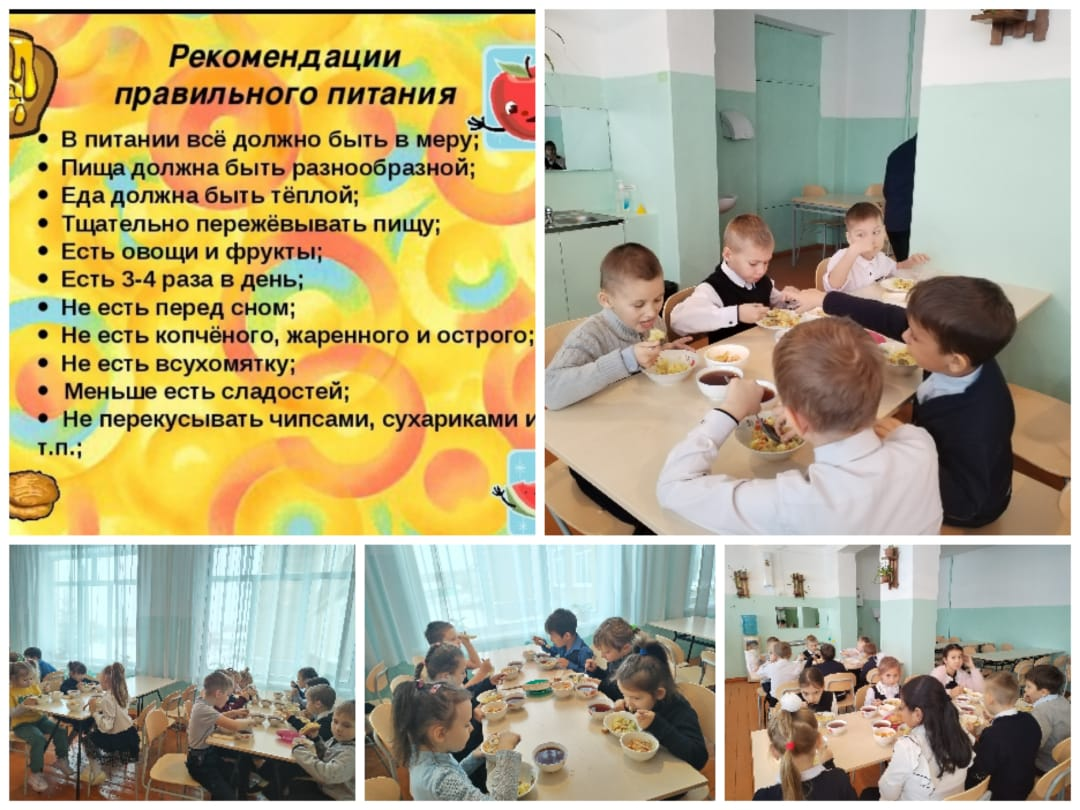 Рекомендации
правильного питания
• В питании всё должно быть в меру;
• Пища должна быть разнообразной;
• Еда должна быть тёплой;
• Тщательно пережёвывать пищу;
• Есть овощи и фрукты;
• Есть 3-4 раза в день;
• Не есть перед сном;
• Не есть копчёного, жаренного и острого;
• Не есть всухомятку;
• Меньше есть сладостей;
• Не перекусывать чипсами, сухариками и
т.п.;